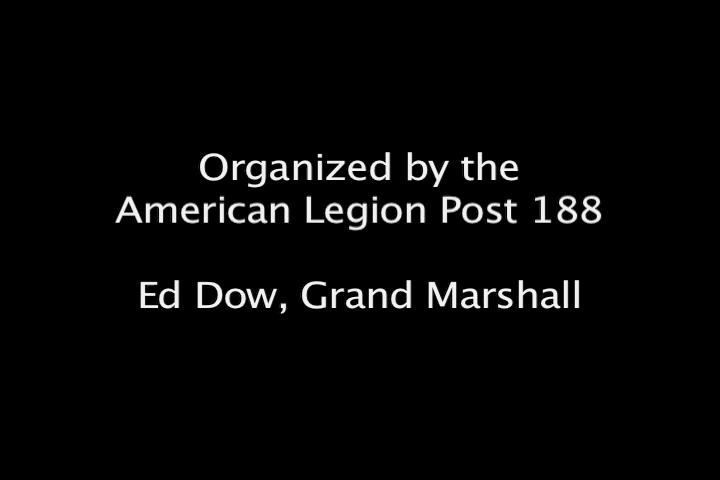 Organized by the
American Legion Post 188
Ed Dow, Grand Marshall